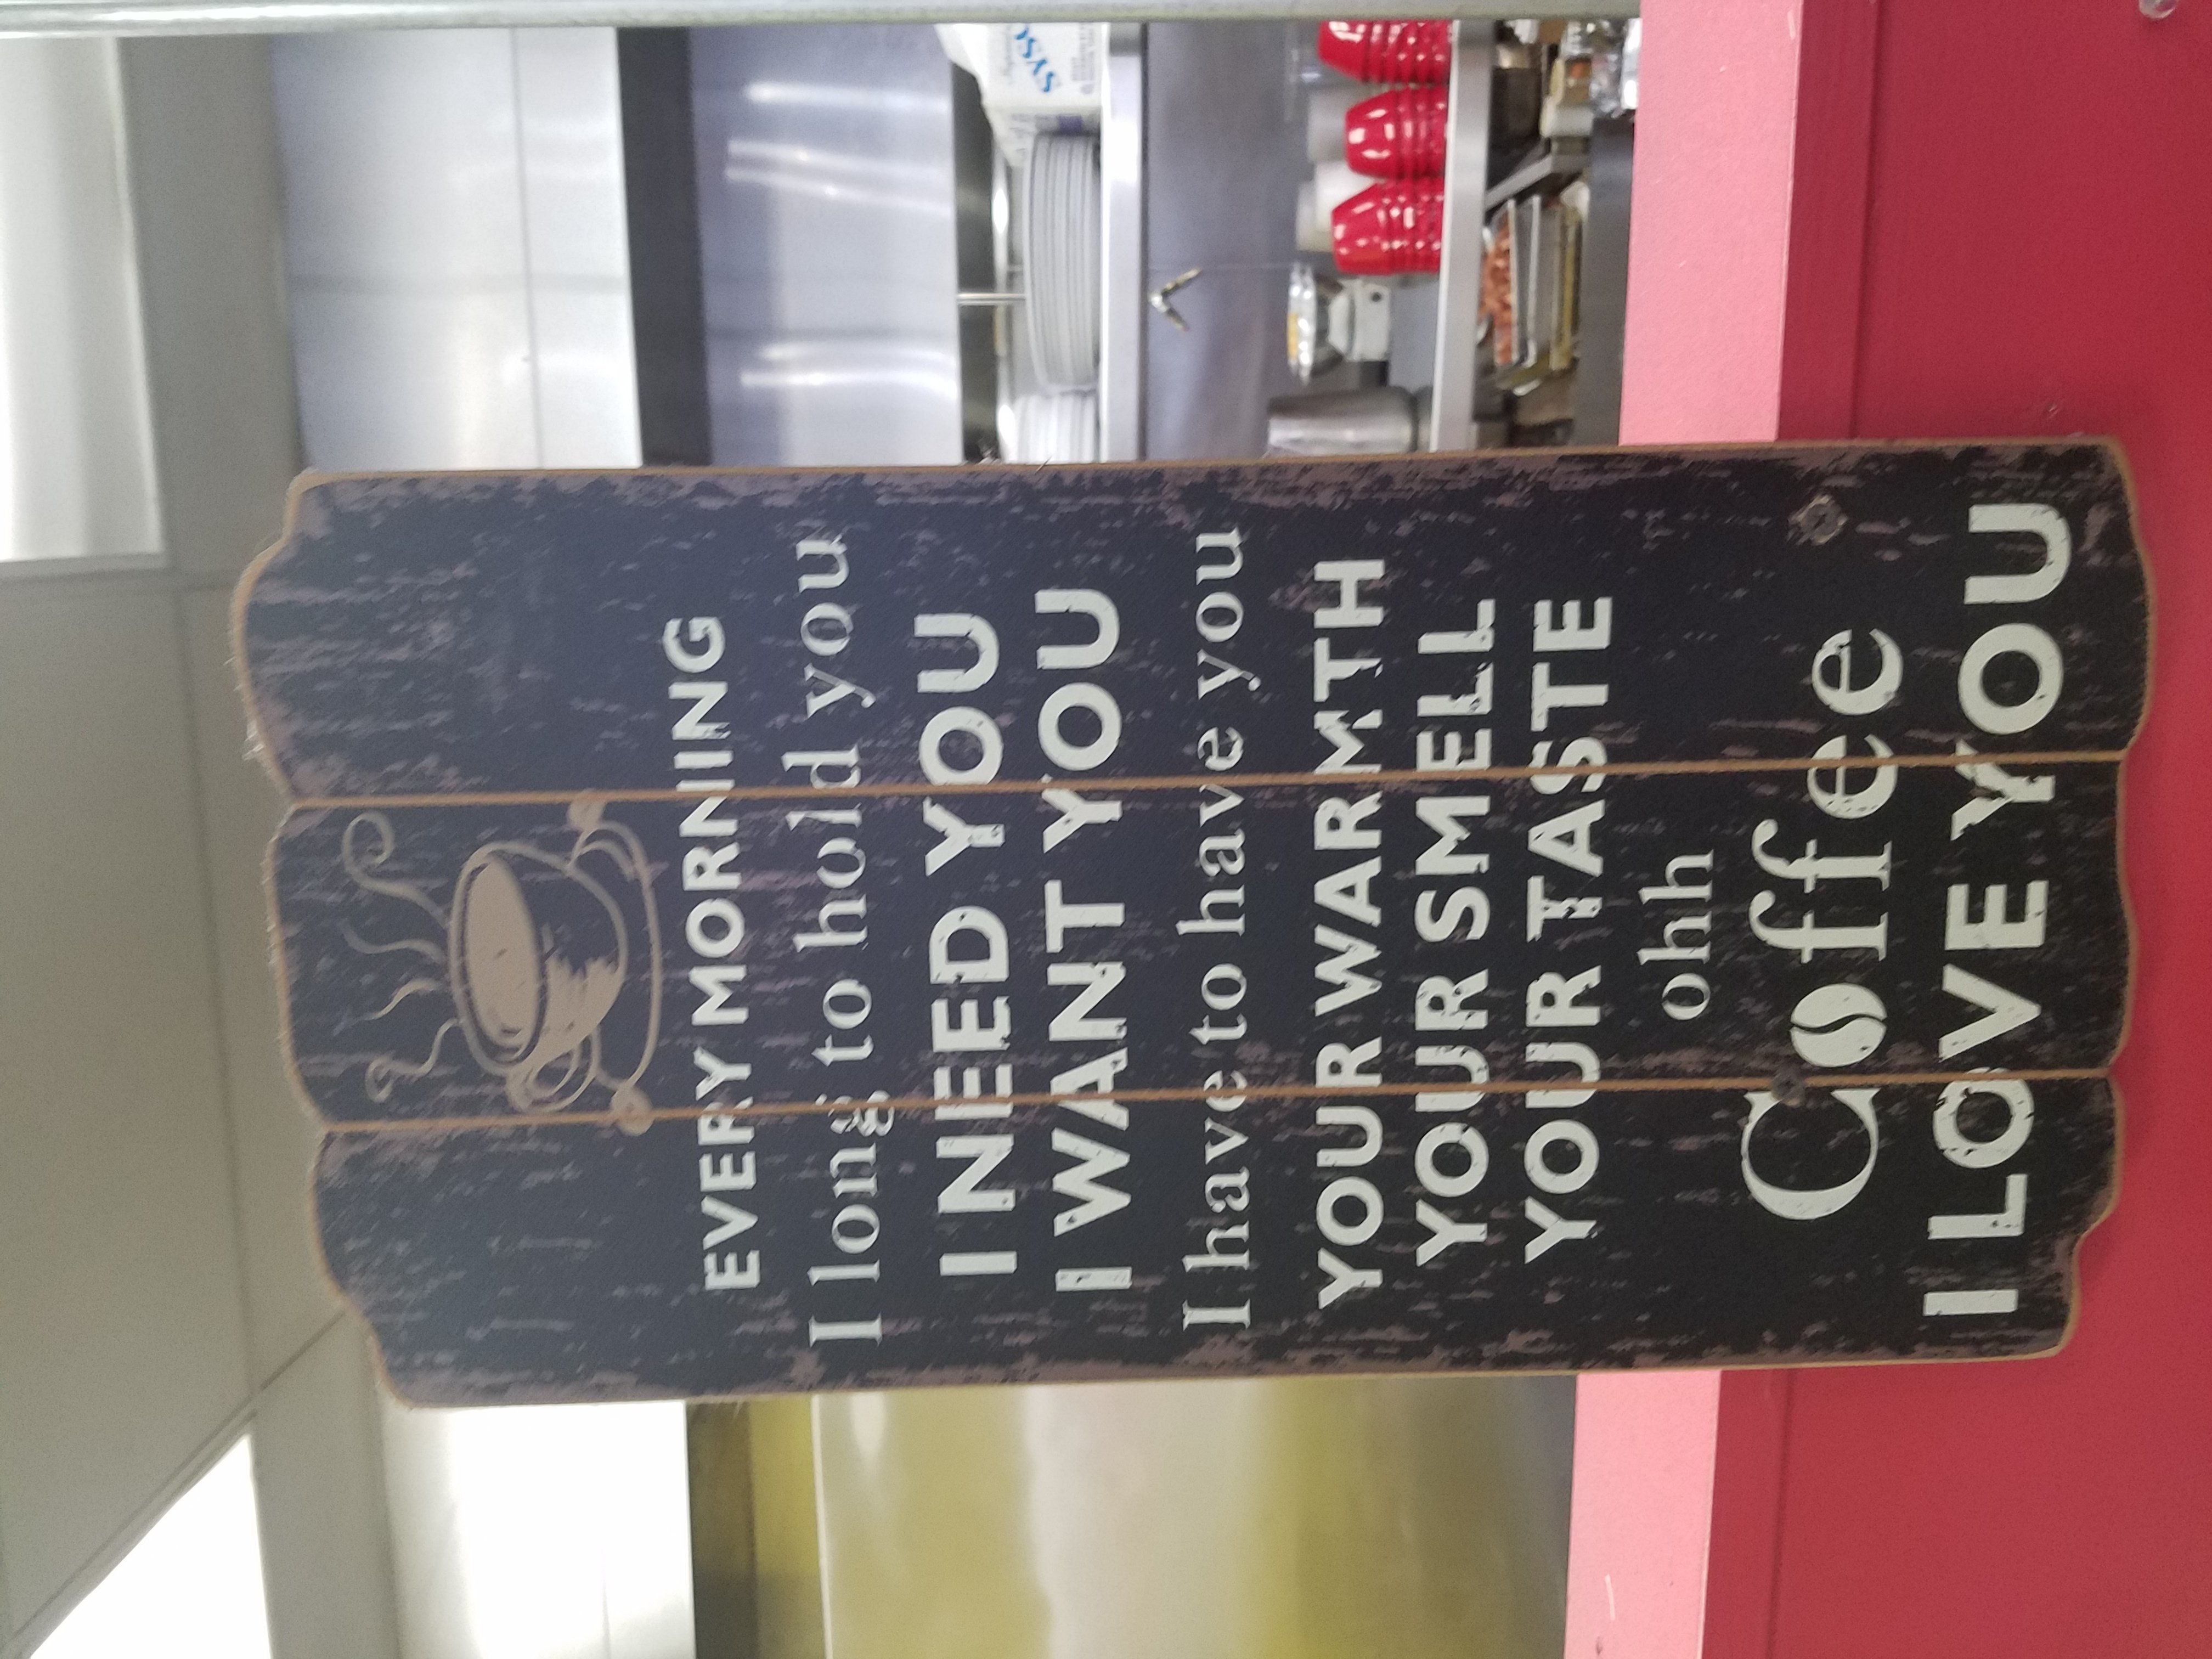 EVERY MORNING
I long to hold you
I NEED YOU
I WANT YOU
I have to have you
YOUR WARMTH
YOUR SMELL
YOUR TASTE
ohh
Coffee
I LOVE YOU